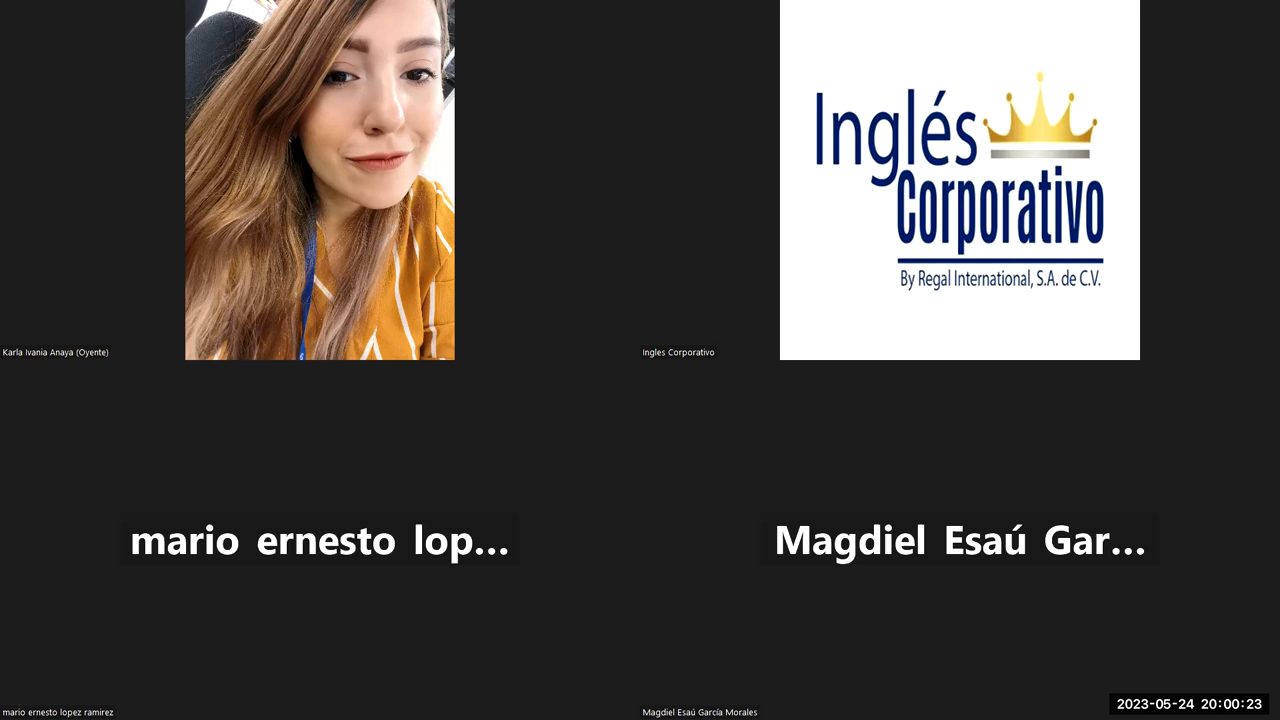 Inglés
Corporativo
By Regal International, S.A. de C.V.
Karla Ivania Anaya (Oyente)
Ingles Corporativo
mario ernesto lop...
Magdiel Esaú Gar...
mario ernesto lopez ramirez
Magdiel Esaú García Morales
2023-05-24 20:00:23